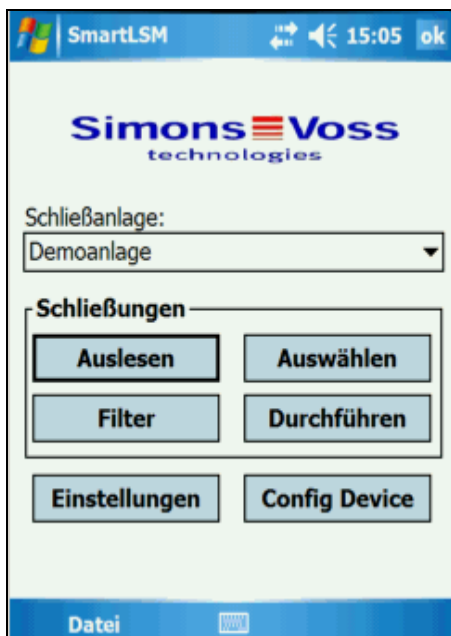 SmartLSM 15:05 ok
Simons Voss
technologies
Schließanlage:
Demoanlage
Schließungen
Auslesen Auswählen
Filter Durchführen
Einstellungen Config Device
Datei